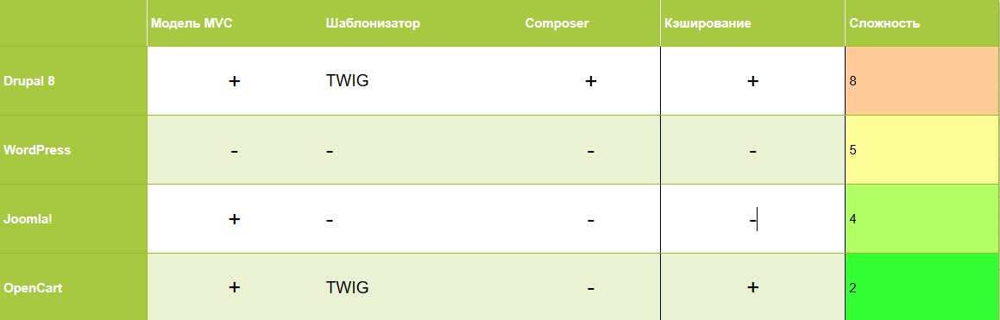 Модель MVC Шаблонизатор Composer Кэширование Сложность
Drupal 8 + TWIG + + 8
WordPress - - - - 5
Joomla! + - - - 4
OpenCart + TWIG - + 2